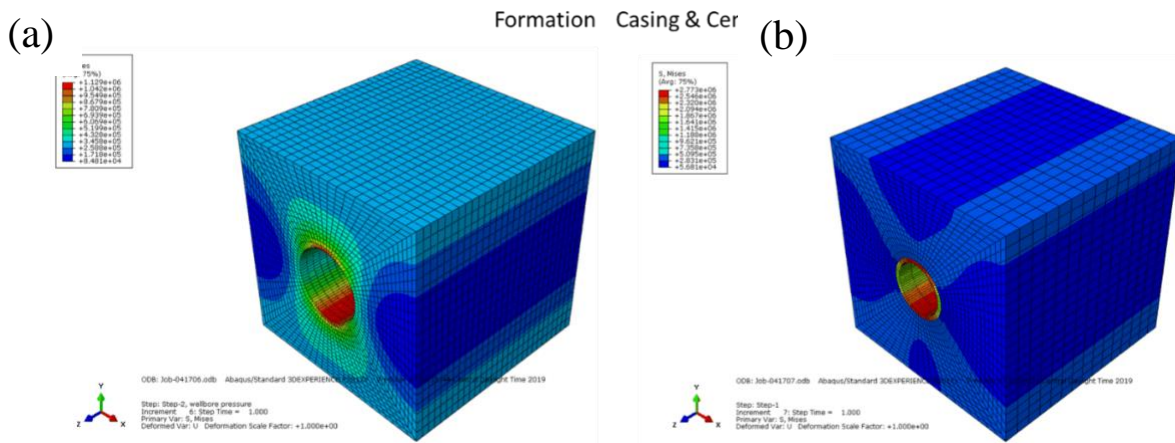 Formation Casing & Cer
(a)
(b)
es
75%)
+1.129e+06
+1.042e+06
+9.549e+05
+8.679e+05
+7.809e+05
+6.939e+05
+6.069e+05
+5.199e+05
+4.328e+05
+3.458e+05
+2.588e+05
+1.718e+05
+8.481e+04
S, Mises
(Avg: 75%)
+2.773e+06
+2.546e+06
+2.320e+06
+2.094e+06
+1.867e+06
+1.641e+06
+1.415e+06
+1.188e+06
+9.621e+05
+7.358e+05
+5.095e+05
+2.831e+05
+5.681e+04
ODB: Job-041706.odb Abaqus/Standard 3DEXPERIENCE Time 2019
Y
Z
X
Step: Step-2, wallbore pressure
Increment 6: Step Time = 1.000
Primary Var: S, Mises
Deformed Var: U Deformation Scale Factor: +1.000e+00
ODB: Job-041707.odb Abaqus/Standard Time 2019
Y
Z
X
Step: Step-1
Increment 7: Step Time = 1.000
Primary Var: S, Mises
Deformed Var: U Deformation Scale Factor: +1.000e+00